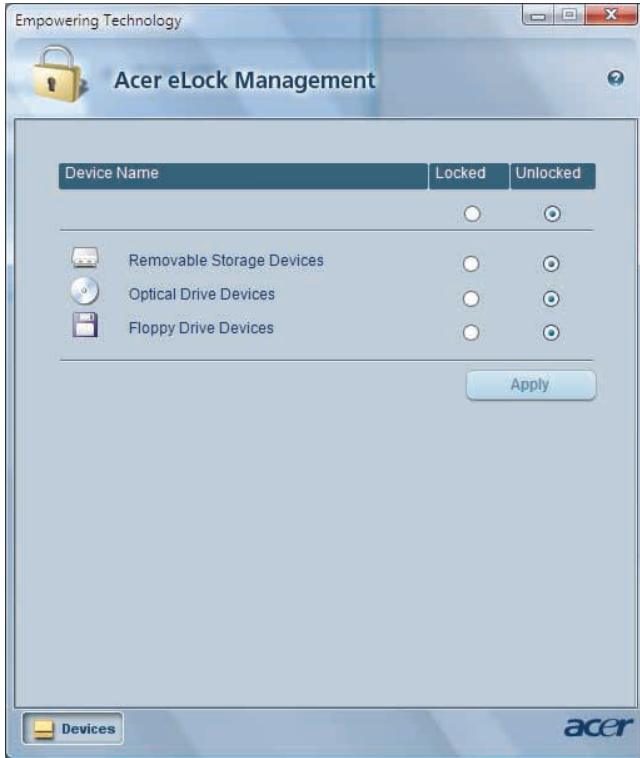 Empowering Technology
Acer eLock Management
Device Name Locked Unlocked
Removable Storage Devices
Optical Drive Devices
Floppy Drive Devices
Apply
Devices
acer